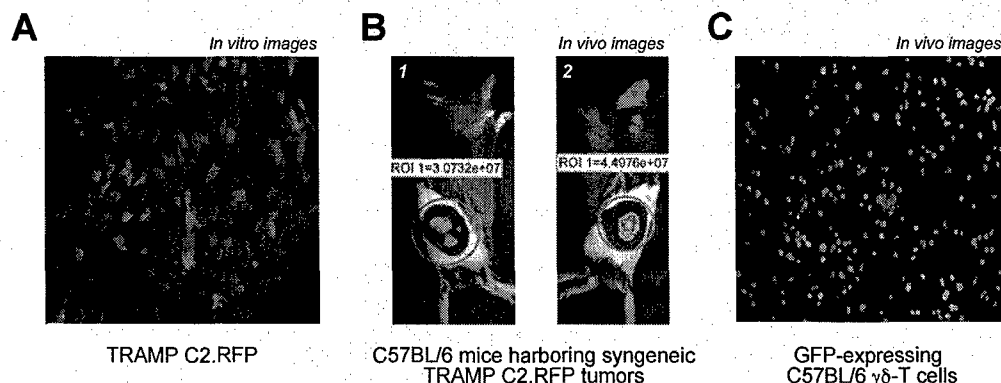 A
In vitro images
TRAMP C2.RFP
B
In vivo images
1
ROI 1=3.0732e+07
2
ROI 1=4.4976e+07
C57BL/6 mice harboring syngeneic
TRAMP C2.RFP tumors
C
In vivo images
GFP-expressing
C57BL/6 γδ-T cells